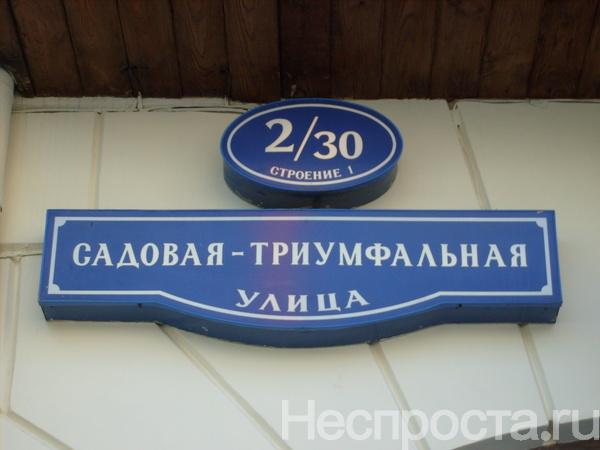 2/30
СТРОЕНИЕ 1
САДОВАЯ-ТРИУМФАЛЬНАЯ
УЛИЦА
Неспроста.ru